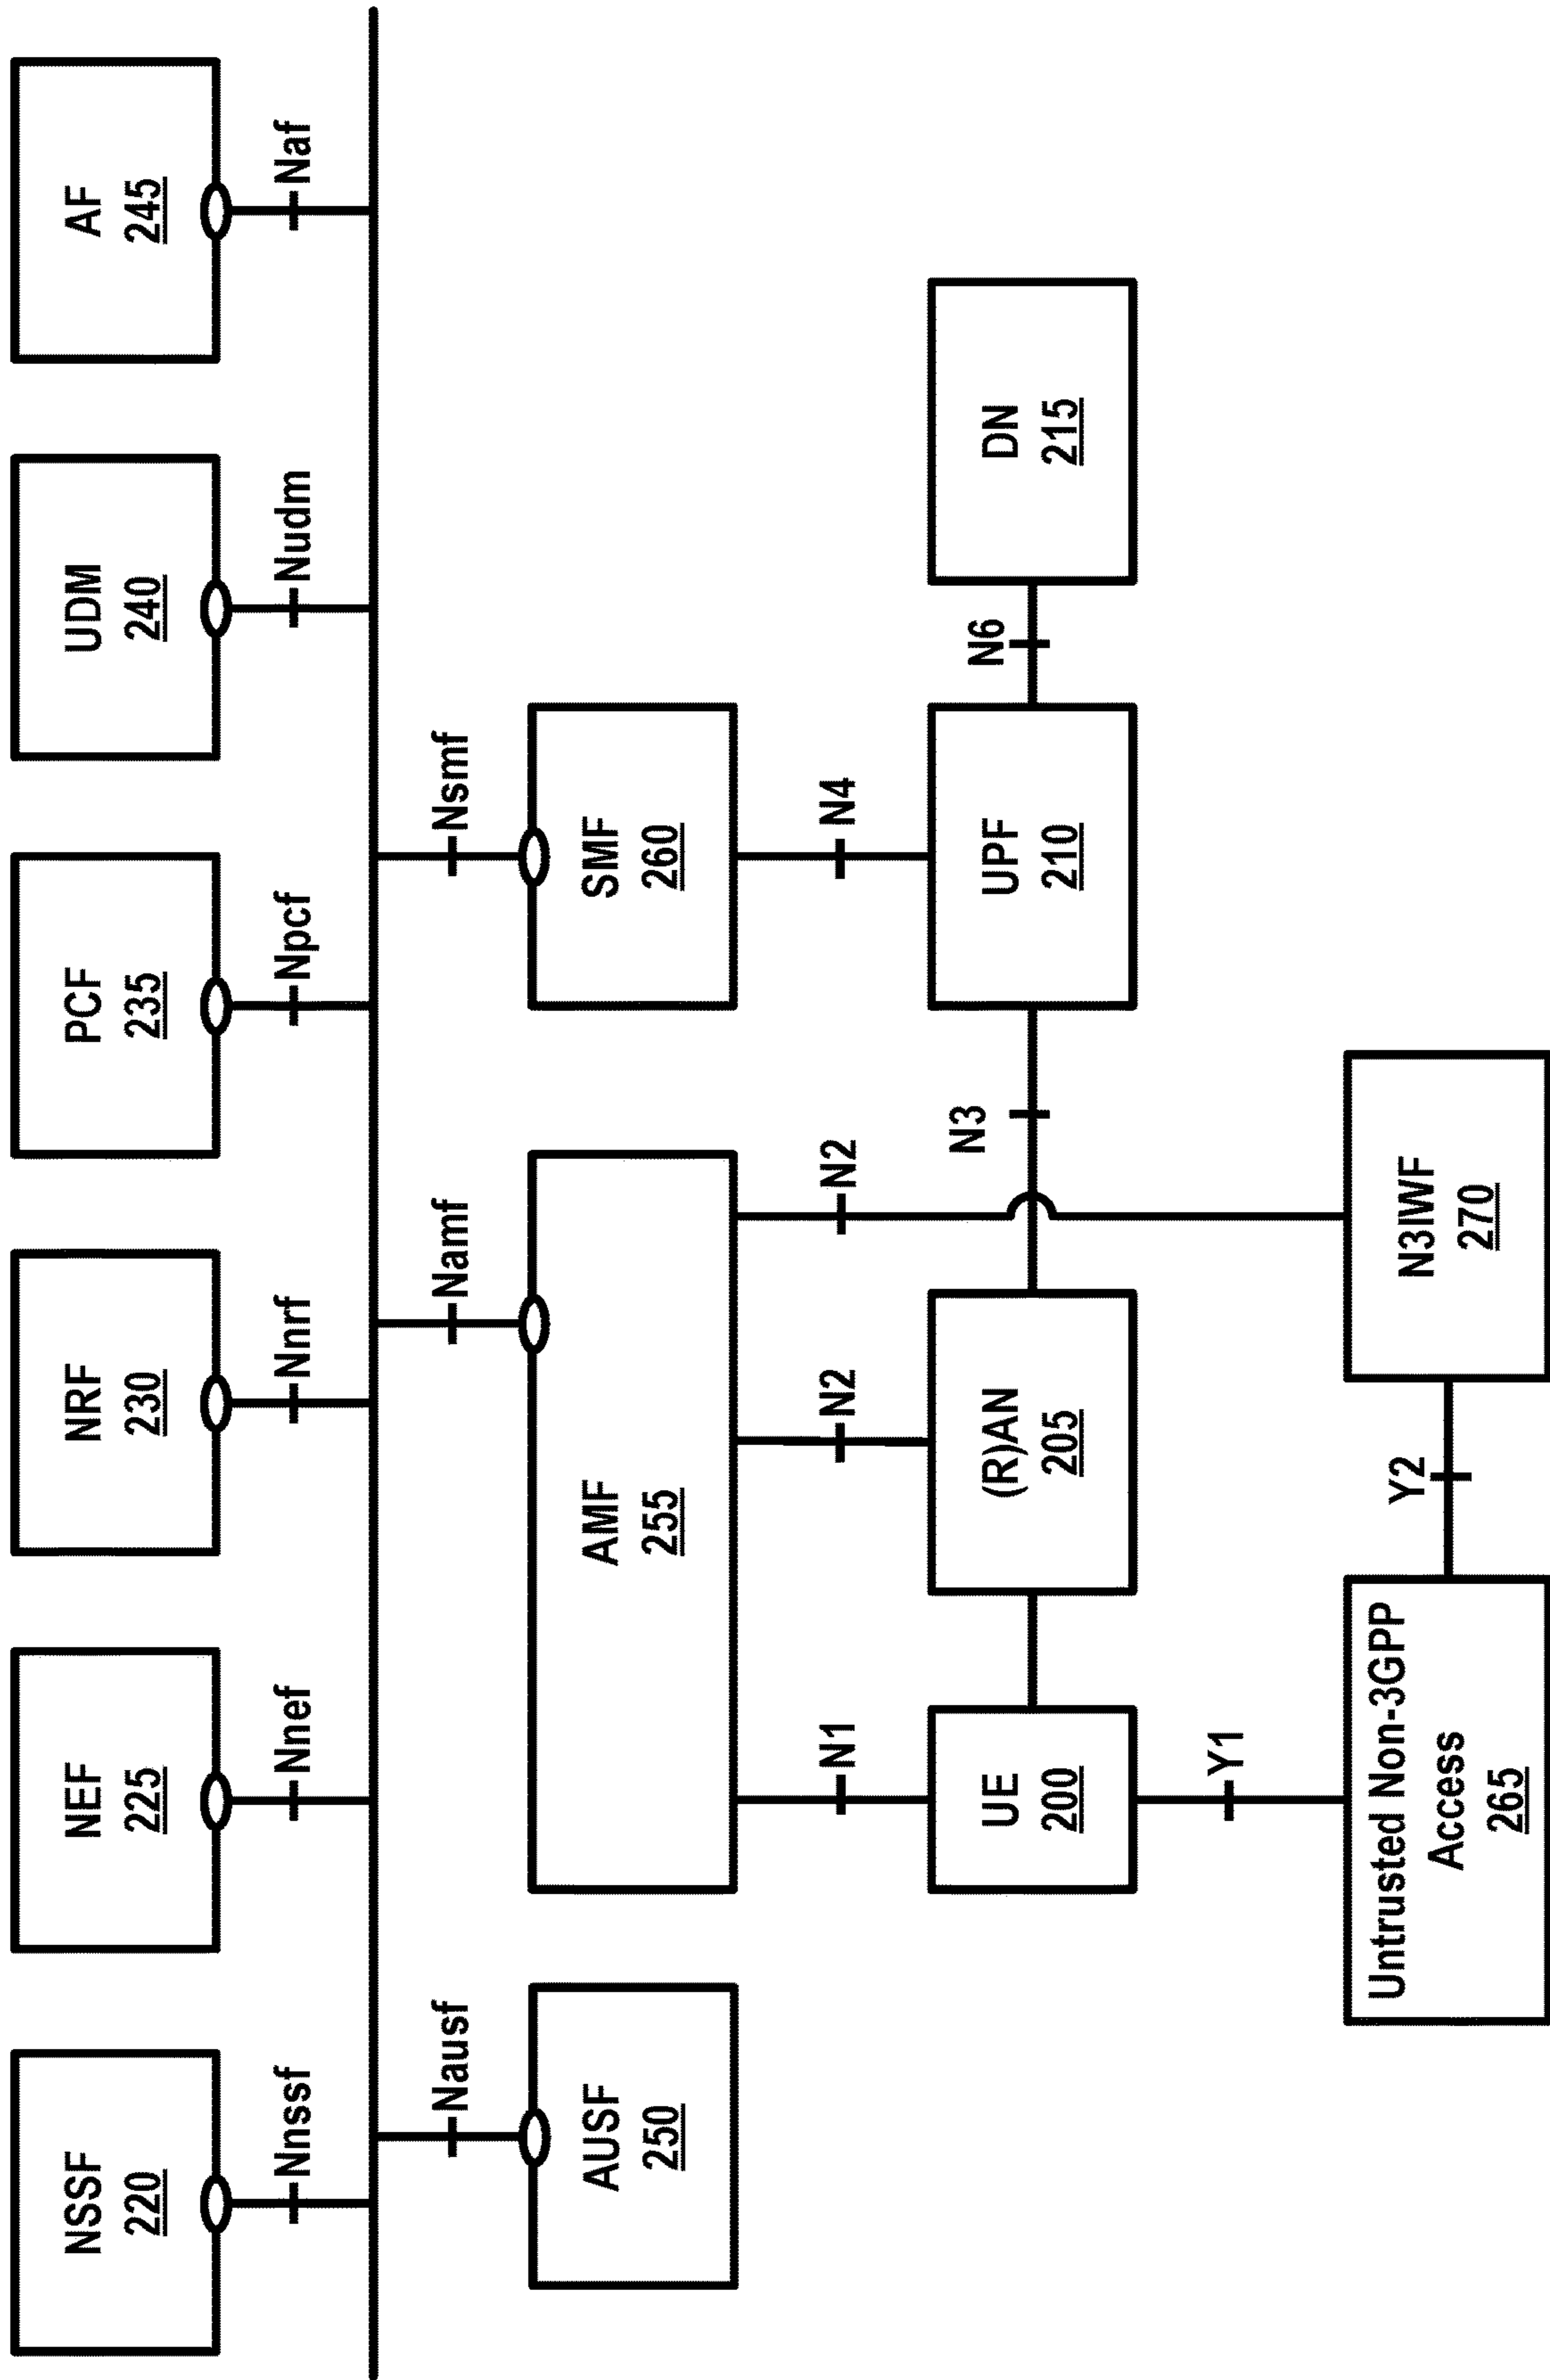 NSSF
220
NEF
225
NRF
230
PCF
235
UDM
240
AF
245
Nnssf
Nnef
Nnrf
Npcf
Nudm
Naf
Nausf
Namf
Nsmf
AUSF
250
AMF
255
SMF
260
N1
N2
N2
N4
UE
200
(R)AN
205
N3
UPF
210
N6
DN
215
Y1
Untrusted Non-3GPP
Access
265
Y2
N3IWF
270